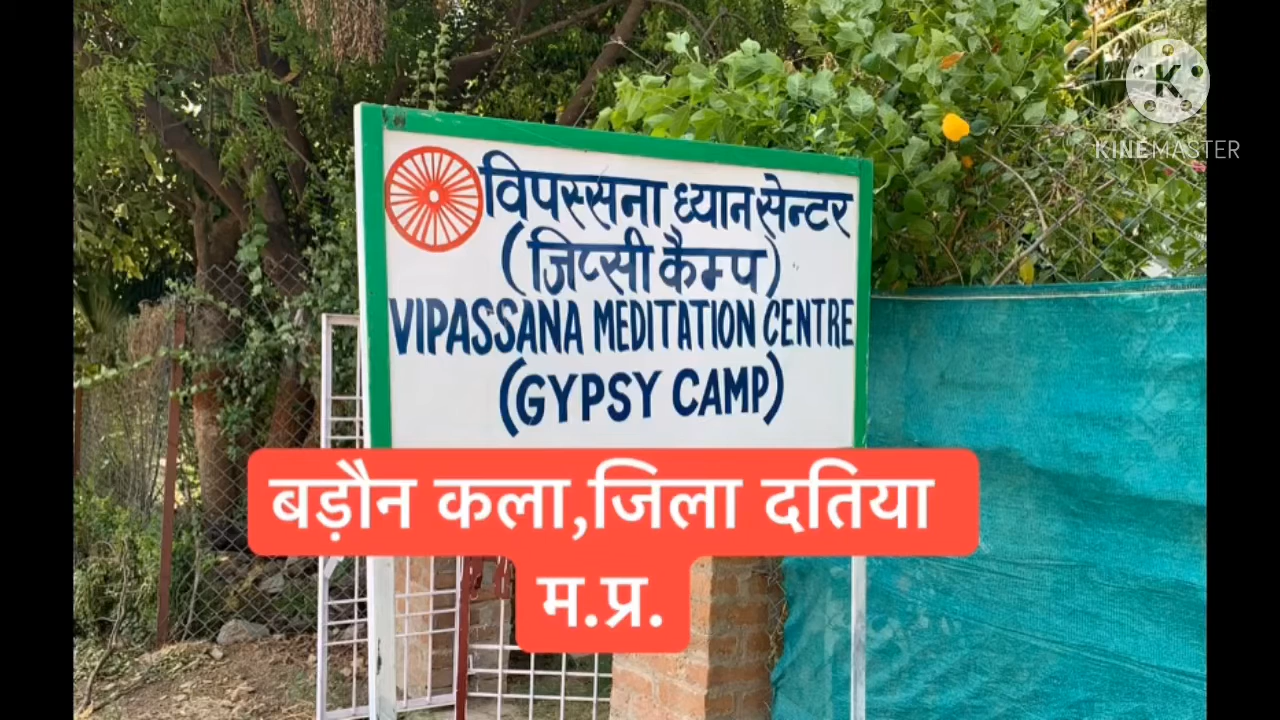 K
KINEMASTER
विपस्सना ध्यान सेन्टर
(जिप्सी कैम्प)
VIPASSANA MEDITATION CENTRE
(GYPSY CAMP)
बड़ौन कला,जिला दतिया
म.प्र.